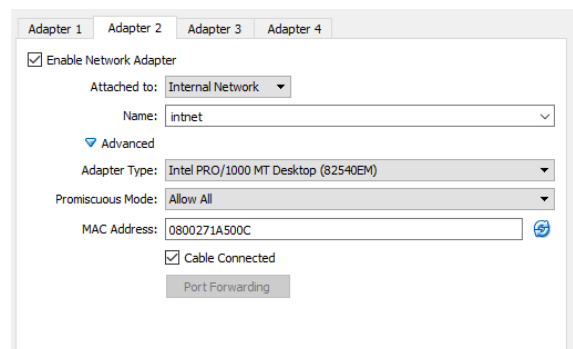 Adapter 1 Adapter 2 Adapter 3 Adapter 4
Enable Network Adapter
Attached to: Internal Network
Name: intnet
Advanced
Adapter Type: Intel PRO/1000 MT Desktop (82540EM)
Promiscuous Mode: Allow All
MAC Address: 0800271A500C
Cable Connected
Port Forwarding